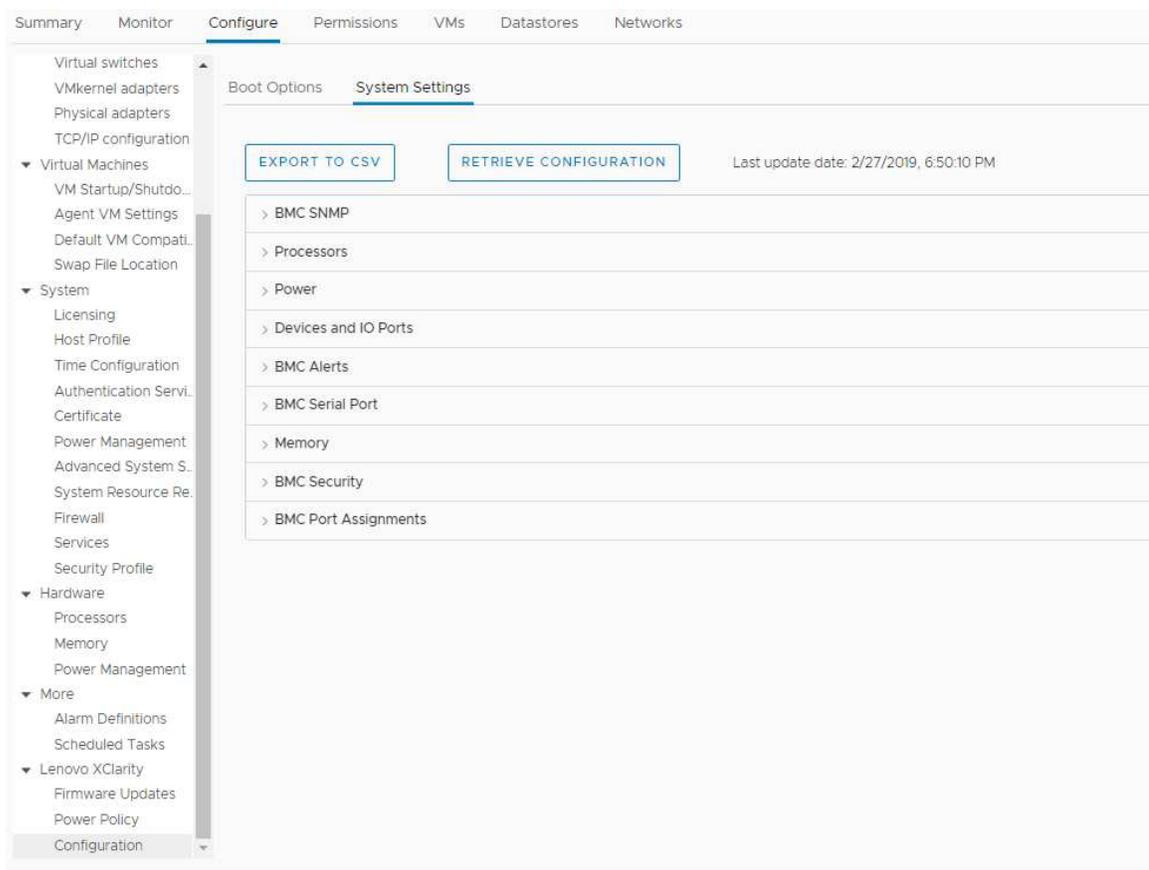 Summary Monitor Configure Permissions VMs Datastores Networks
Virtual switches
VMkernel adapters
Physical adapters
TCP/IP configuration
Virtual Machines
VM Startup/Shutdo...
Agent VM Settings
Default VM Compati..
Swap File Location
System
Licensing
Host Profile
Time Configuration
Authentication Servi..
Certificate
Power Management
Advanced System S..
System Resource Re.
Firewall
Services
Security Profile
Hardware
Processors
Memory
Power Management
More
Alarm Definitions
Scheduled Tasks
Lenovo XClarity
Firmware Updates
Power Policy
Configuration
Boot Options System Settings
EXPORT TO CSV RETRIEVE CONFIGURATION Last update date: 2/27/2019, 6:50:10 PM
BMC SNMP
Processors
Power
Devices and IO Ports
BMC Alerts
BMC Serial Port
Memory
BMC Security
BMC Port Assignments